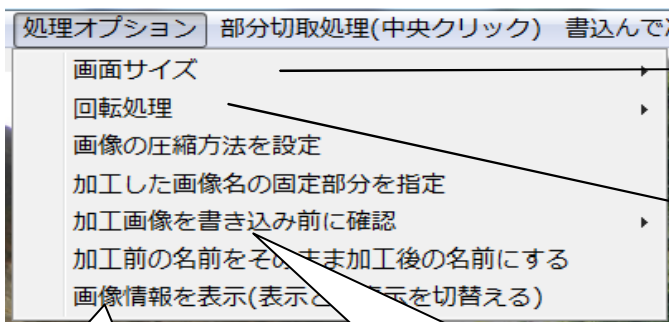 処理オプション 部分切取処理(中央クリック) 書込んで
画面サイズ
回転処理
画像の圧縮方法を設定
加工した画像名の固定部分を指定
加工画像を書き込み前に確認
加工前の名前をそのまま加工後の名前にする
画像情報を表示(表示と 表示を切替える)